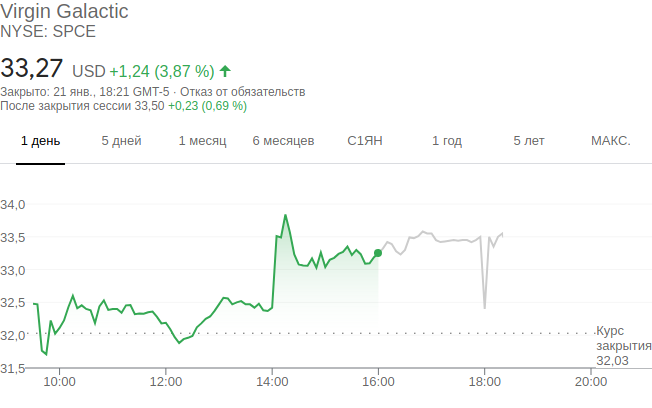 Virgin Galactic
NYSE: SPCE
33,27 USD +1,24 (3,87 %)
Закрыто: 21 янв., 18:21 GMT-5 · Отказ от обязательств
После закрытия сессии 33,50 +0,23 (0,69 %)
1 день 5 дней 1 месяц 6 месяцев С1ЯН 1 год 5 лет МАКС.
34,0
33,5
33,0
32,5
32,0
31,5
Курс
закрытия
32,03
10:00 12:00 14:00 16:00 18:00 20:00